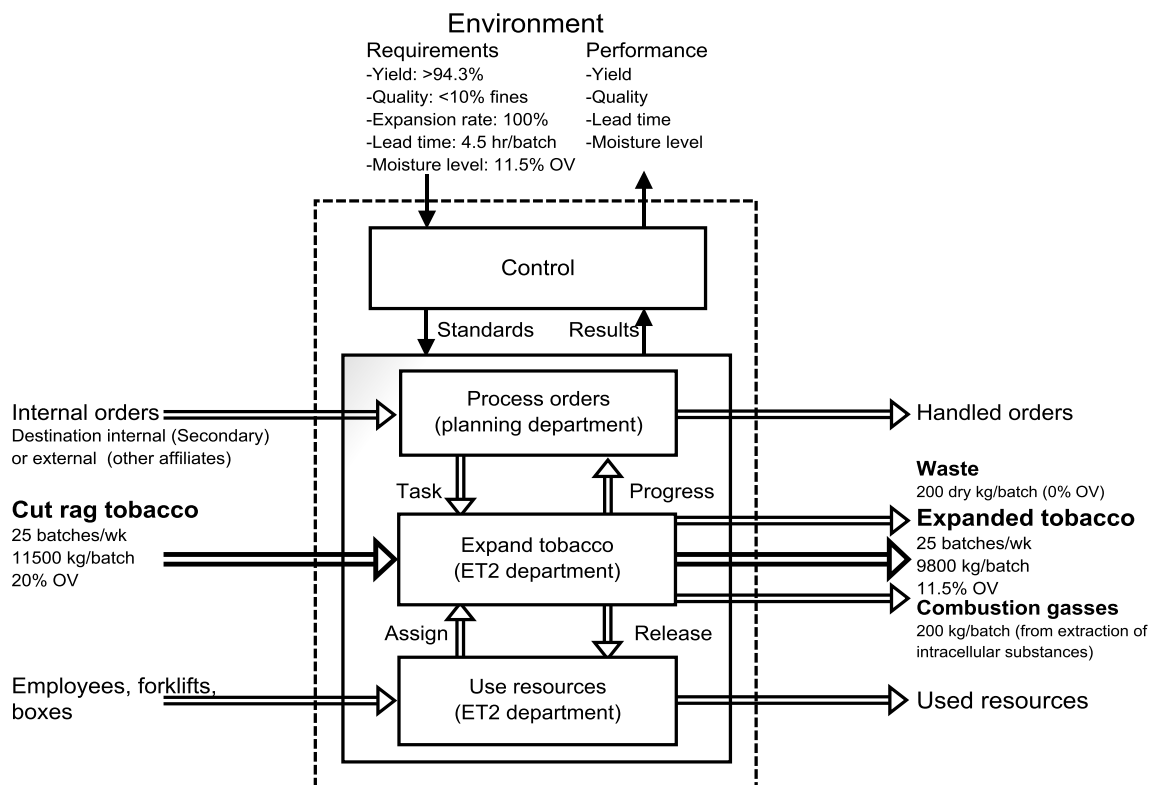 Environment
Requirements
-Yield: >94.3%
-Quality: <10% fines
-Expansion rate: 100%
-Lead time: 4.5 hr/batch
-Moisture level: 11.5% OV
Performance
-Yield
-Quality
-Lead time
-Moisture level
Control
Standards
Results
Internal orders
Destination internal (Secondary)
or external (other affiliates)
Process orders
(planning department)
Handled orders
Task
Progress
Cut rag tobacco
25 batches/wk
11500 kg/batch
20% OV
Expand tobacco
(ET2 department)
Waste
200 dry kg/batch (0% OV)
Expanded tobacco
25 batches/wk
9800 kg/batch
11.5% OV
Combustion gasses
200 kg/batch (from extraction of
intracellular substances)
Assign
Release
Employees, forklifts,
boxes
Use resources
(ET2 department)
Used resources